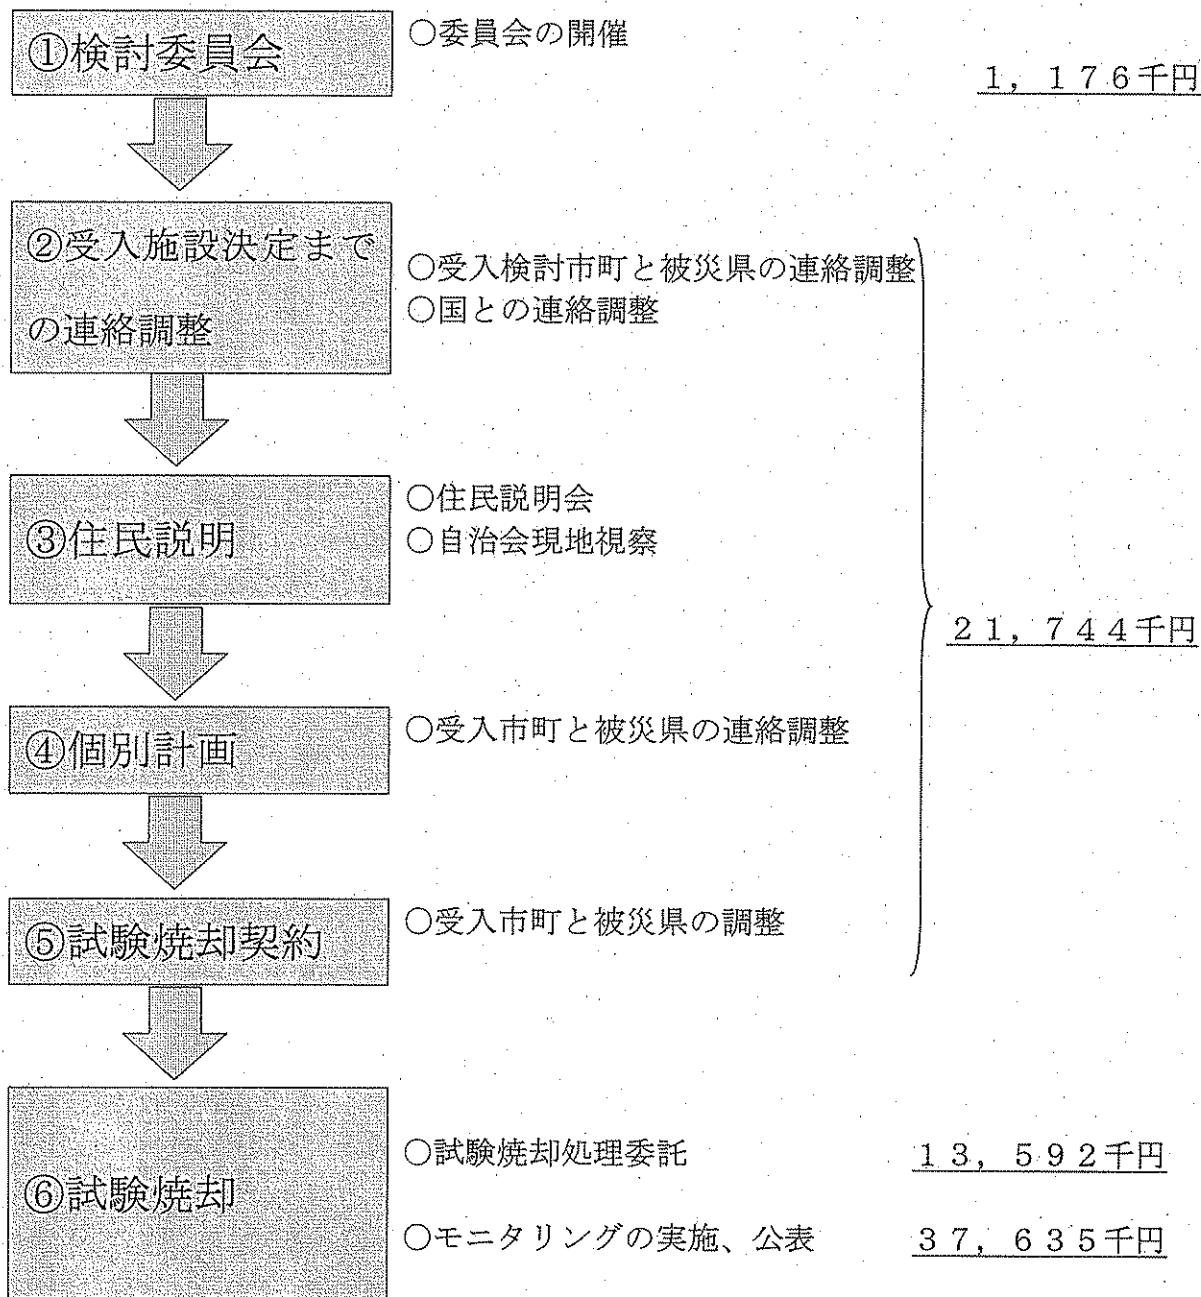 ①検討委員会
○委員会の開催
1，176千円
②受入施設決定まで
の連絡調整
○受入検討市町と被災県の連絡調整
○国との連絡調整
③住民説明
○住民説明会
○自治会現地視察
21，744千円
④個別計画
○受入市町と被災県の連絡調整
⑤試験焼却契約
○受入市町と被災県の調整
⑥試験焼却
○試験焼却処理委託
13，592千円
○モニタリングの実施、公表
37，635千円